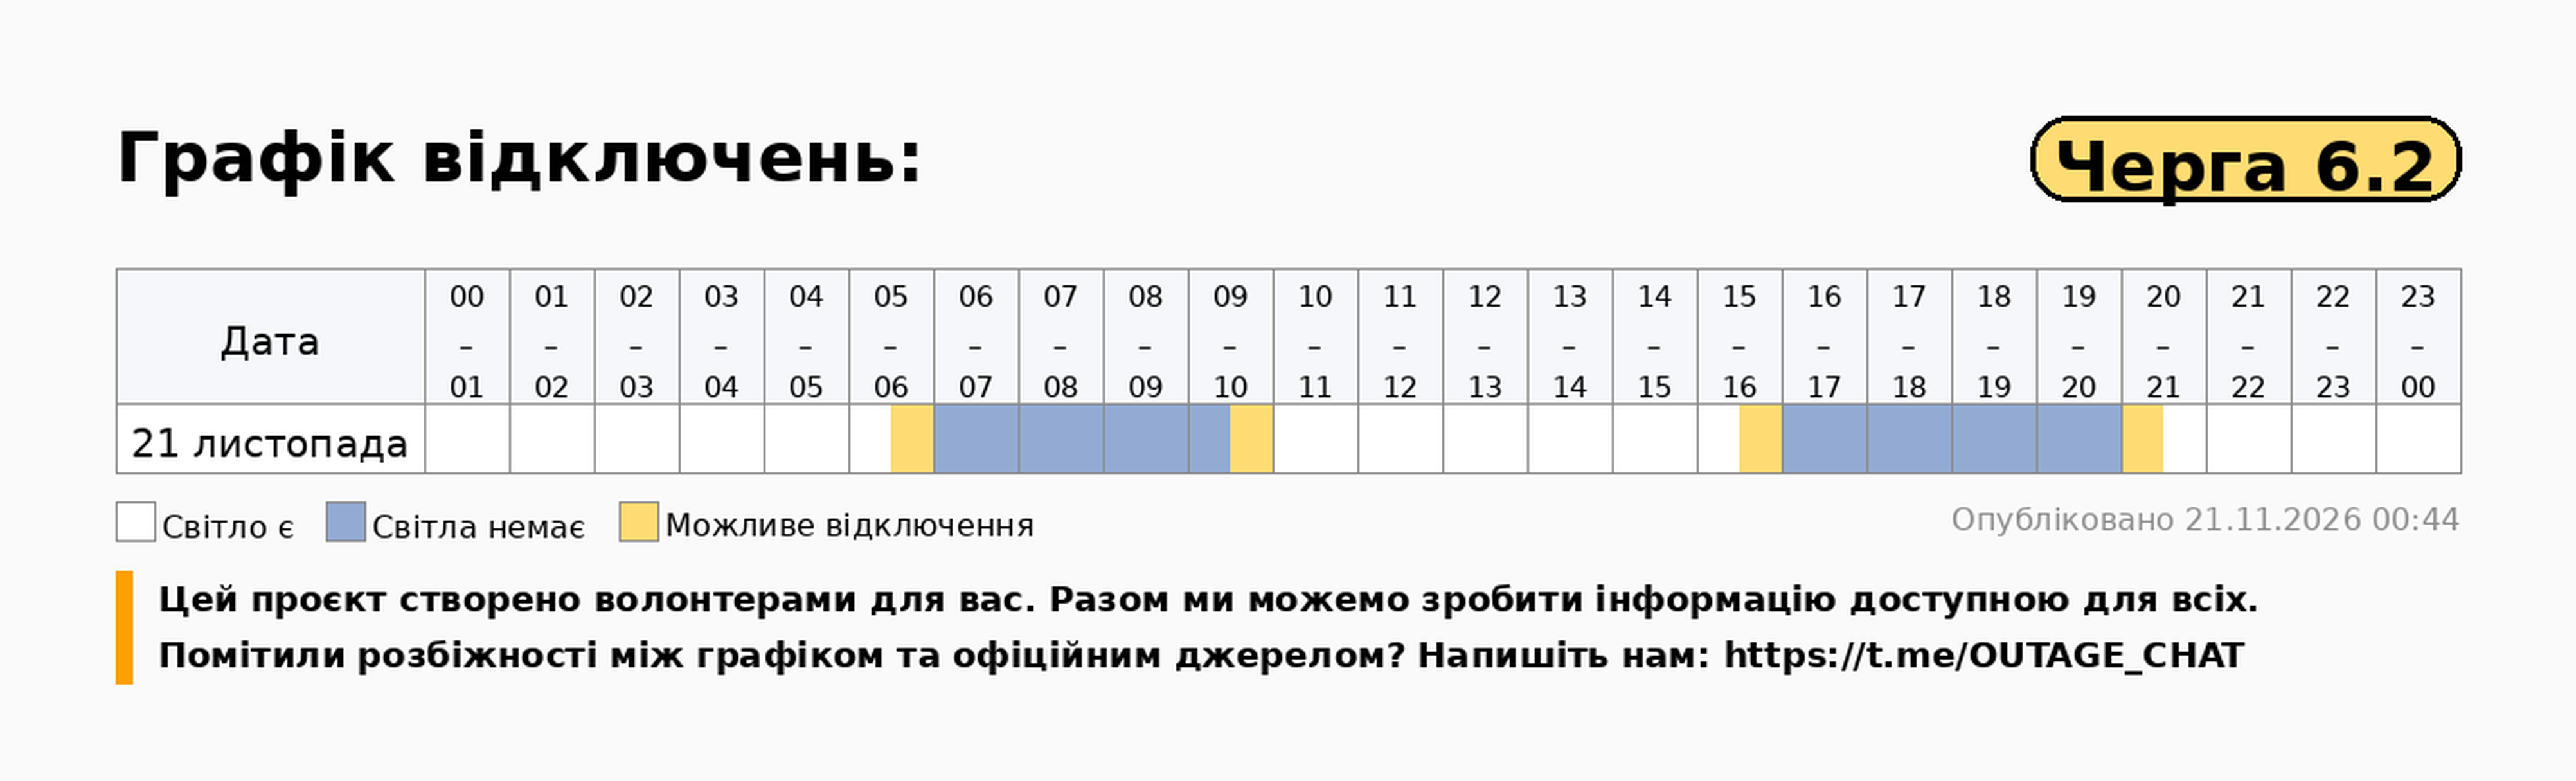 Графік відключень:
Черга 6.2
Дата 00 – 01 01 – 02 02 – 03 03 – 04 04 – 05 05 – 06 06 – 07 07 – 08 08 – 09 09 – 10 10 – 11 11 – 12 12 – 13 13 – 14 14 – 15 15 – 16 16 – 17 17 – 18 18 – 19 19 – 20 20 – 21 21 – 22 22 – 23 23 – 00
21 листопада
Світло є Світла немає Можливе відключення
Опубліковано 21.11.2026 00:44
Цей проєкт створено волонтерами для вас. Разом ми можемо зробити інформацію доступною для всіх.
Помітили розбіжності між графіком та офіційним джерелом? Напишіть нам: https://t.me/OUTAGE_CHAT